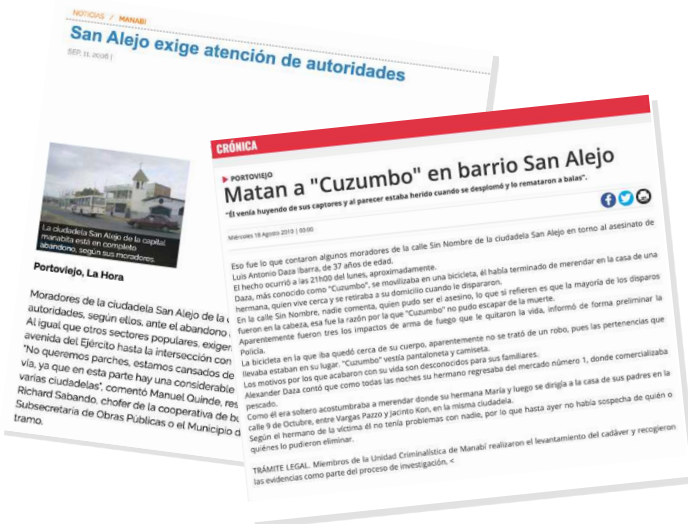 NOTICIAS / MANABÍ
San Alejo exige atención de autoridades
SEP, 11, 2006 |
La ciudadela San Alejo de la capital
manabita está en completo
abandono, según sus moradores.
Portoviejo, La Hora
Moradores de la ciudadela San Alejo de la
autoridades, según ellos, ante el abandono
Al igual que otros sectores populares, exigen
avenida del Ejército hasta la intersección con
"No queremos parches, estamos cansados de
vía, ya que en esta parte hay una considerable
varias ciudadelas", comentó Manuel Quinde, res
Richard Sabando, chofer de la cooperativa de bu
Subsecretaría de Obras Públicas o el Municipio d
tramo.
CRÓNICA
PORTOVIEJO
Matan a "Cuzumbo" en barrio San Alejo
"Él venía huyendo de sus captores y al parecer estaba herido cuando se desplomó y lo remataron a balas".
Miércoles 18 Agosto 2010 | 00:00
Eso fue lo que contaron algunos moradores de la calle Sin Nombre de la ciudadela San Alejo en torno al asesinato de
Luis Antonio Daza Ibarra, de 37 años de edad.
El hecho ocurrió a las 21h00 del lunes, aproximadamente.
Daza, más conocido como "Cuzumbo", se movilizaba en una bicicleta, él había terminado de merendar en la casa de una
hermana, quien vive cerca y se retiraba a su domicilio cuando le dispararon.
En la calle Sin Nombre, nadie comenta, quien pudo ser el asesino, lo que si refieren es que la mayoría de los disparos
fueron en la cabeza, esa fue la razón por la que "Cuzumbo" no pudo escapar de la muerte.
Aparentemente fueron tres los impactos de arma de fuego que le quitaron la vida, informó de forma preliminar la
Policía.
La bicicleta en la que iba quedó cerca de su cuerpo, aparentemente no se trató de un robo, pues las pertenencias que
llevaba estaban en su lugar. "Cuzumbo" vestía pantaloneta y camiseta.
Los motivos por los que acabaron con su vida son desconocidos para sus familiares.
Alexander Daza contó que como todas las noches su hermano regresaba del mercado número 1, donde comercializaba
pescado.
Como él era soltero acostumbraba a merendar donde su hermana María y luego se dirigía a la casa de sus padres en la
calle 9 de Octubre, entre Vargas Pazzo y Jacinto Kon, en la misma ciudadela.
Según el hermano de la víctima él no tenía problemas con nadie, por lo que hasta ayer no había sospecha de quién o
quiénes lo pudieron eliminar.
TRÁMITE LEGAL. Miembros de la Unidad Criminalística de Manabí realizaron el levantamiento del cadáver y recogieron
las evidencias como parte del proceso de investigación. <